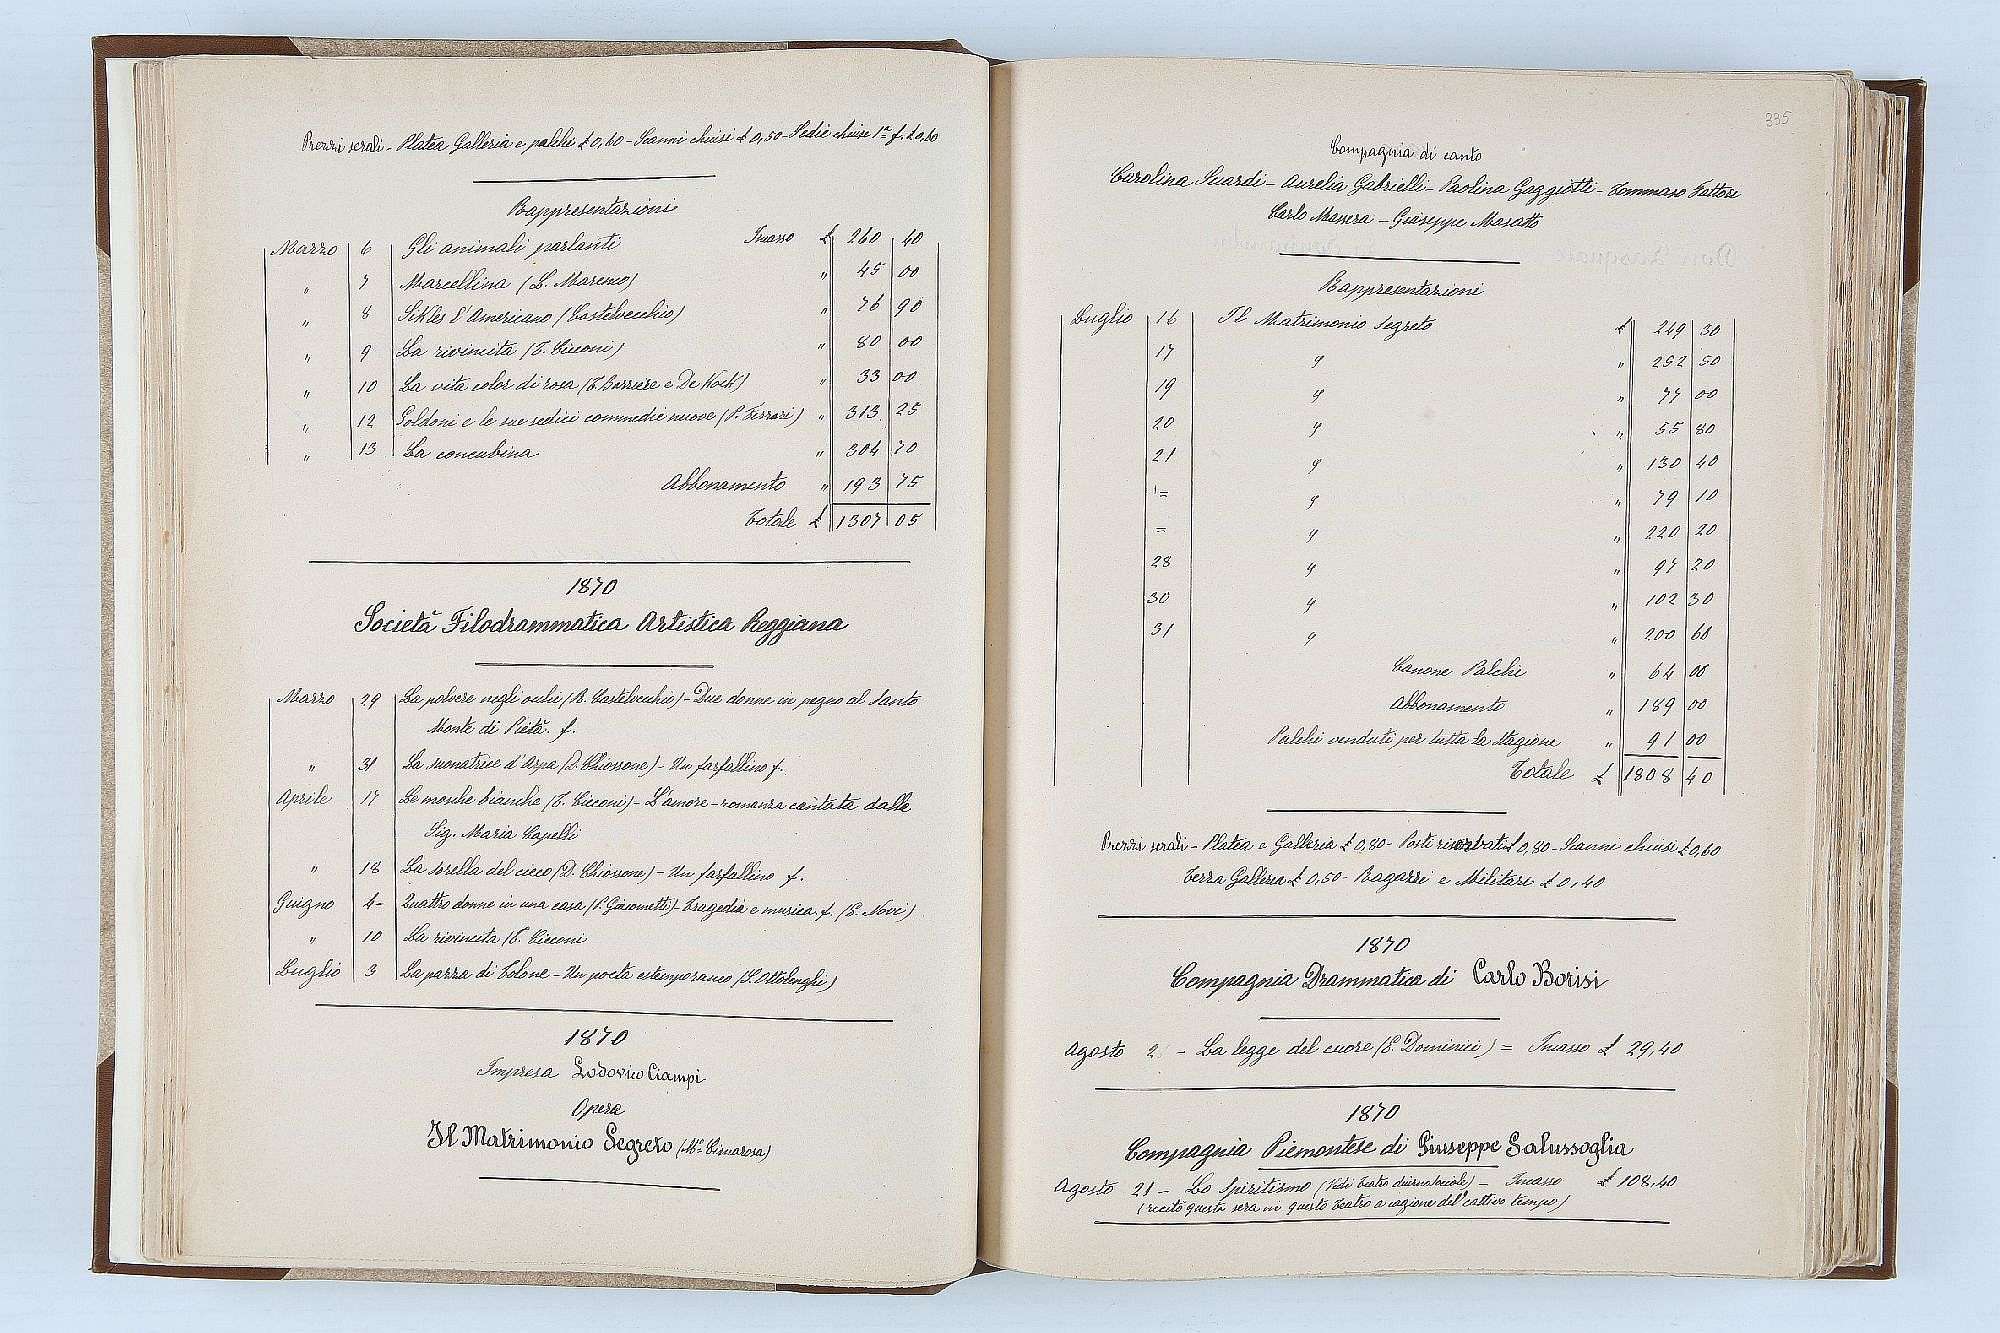 Prezzi serali - Platea Galleria e palchi £ 0,60 - Scanni chiusi £ 0,50 - Sedie chiuse 1ª f. £ 0,60
Rappresentazioni
Marzo 6 Gli animali parlanti Incasso £ 260 40
" 7 Marcellina (L. Marenco) " 45 00
" 8 Sikles l'Americano (Castelvecchio) " 76 90
" 9 La rivincita (T. Cicconi) " 80 00
" 10 La vita color di rosa (T. Barriere e De Kock) " 33 00
" 12 Goldoni e le sue sedici commedie nuove (P. Ferrari) " 313 25
" 13 La concubina " 304 70
Abbonamento " 193 75
Totale £ 1307 05
1870
Società Filodrammatica Artistica Reggiana
Marzo 29 La polvere negli occhi (R. Castelvecchio) - Due donne in pegno al Santo
Monte di Pietà f.
" 31 La suonatrice d'Arpa (D. Chiossone) - Un farfallino f.
Aprile 17 Le mosche bianche (T. Cicconi) - L'amore - romanza cantata dalla
Sig. Maria Capelli
" 18 La sorella del cieco (D. Chiossone) - Un farfallino f.
Guigno 4- Quattro donne in una casa (P. Giacometti) - Tragedia e musica f. (E. Novi)
" 10 La rivincita (T. Cicconi
Luglio 3 La pazza di Tolone - Un poeta estemporaneo (S. Ottolenghi)
1870
Impresa Lodovico Ciampi
Opera
Il Matrimonio Segreto (Mº Cimarosa)
335
Compagnia di canto
Carolina Suardi - Aurelia Gabrielli - Paolina Gaggiotti - Tommaso Fattori
Carlo Manera - Giuseppe Moscatto
Rappresentazioni
Luglio 16 Il Matrimonio Segreto £ 249 30
17 " " 252 50
19 " " 77 00
20 " " 55 80
21 " " 130 40
= " " 79 10
= " " 220 20
28 " " 97 20
30 " " 102 30
31 " " 200 60
Canone Palchi " 64 00
Abbonamento " 189 00
Palchi venduti per tutta la stagione " 91 00
Totale £ 1808 40
Prezzi serali - Platea e Galleria £ 0,80 - Posti riserbati £ 0,80 - Scanni chiusi £ 0,60
Terza Galleria £ 0,50 - Ragazzi e Militari £ 0,40
1870
Compagnia Drammatica di Carlo Borisi
Agosto 2 - La legge del cuore (E. Dominici) = Incasso £ 29,40
1870
Compagnia Piemontese di Giuseppe Salussoglia
Agosto 21 - Lo Spiritismo (Vedi teatro diurno) - Incasso £ 108,40
(recitò questa sera in questo teatro a cagione del cattivo tempo)